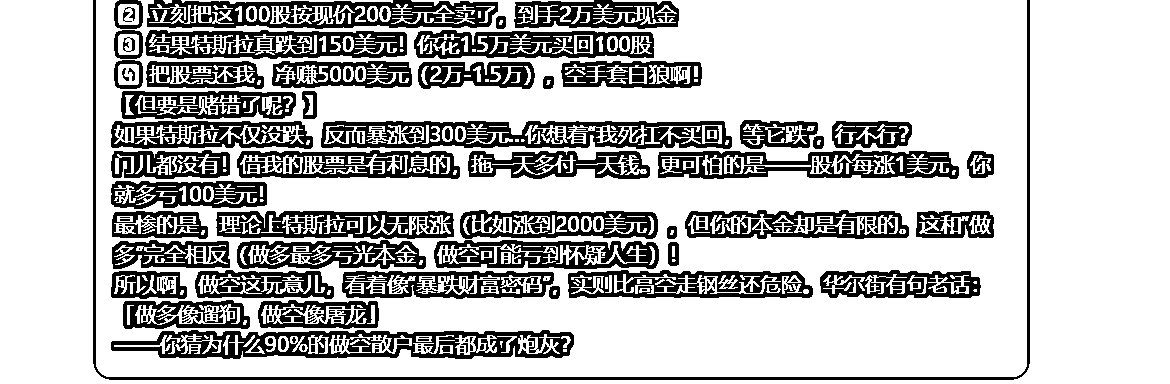 2 立刻把这100股按现价200美元全卖了，到手2万美元现金
3 结果特斯拉真跌到150美元！你花1.5万美元买回100股
4 把股票还我，净赚5000美元（2万-1.5万），空手套白狼啊！
【但要是赌错了呢？】
如果特斯拉不仅没跌，反而暴涨到300美元...你想着“我死扛不买回，等它跌”，行不行？
门儿都没有！借我的股票是有利息的，拖一天多付一天钱。更可怕的是——股价每涨1美元，你
就多亏100美元！
最惨的是，理论上特斯拉可以无限涨（比如涨到2000美元），但你的本金却是有限的。这和“做
多”完全相反（做多最多亏光本金，做空可能亏到怀疑人生）！
所以啊，做空这玩意儿，看着像“暴跌财富密码”，实则比高空走钢丝还危险。华尔街有句老话：
「做多像遛狗，做空像屠龙」
——你猜为什么90%的做空散户最后都成了炮灰？